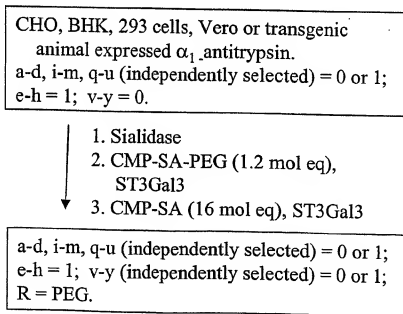 CHO, BHK, 293 cells, Vero or transgenic
animal expressed α₁-antitrypsin.
a-d, i-m, q-u (independently selected) = 0 or 1;
e-h = 1; v-y = 0.
1. Sialidase
2. CMP-SA-PEG (1.2 mol eq),
ST3Gal3
3. CMP-SA (16 mol eq), ST3Gal3
a-d, i-m, q-u (independently selected) = 0 or 1;
e-h = 1; v-y (independently selected) = 0 or 1;
R = PEG.